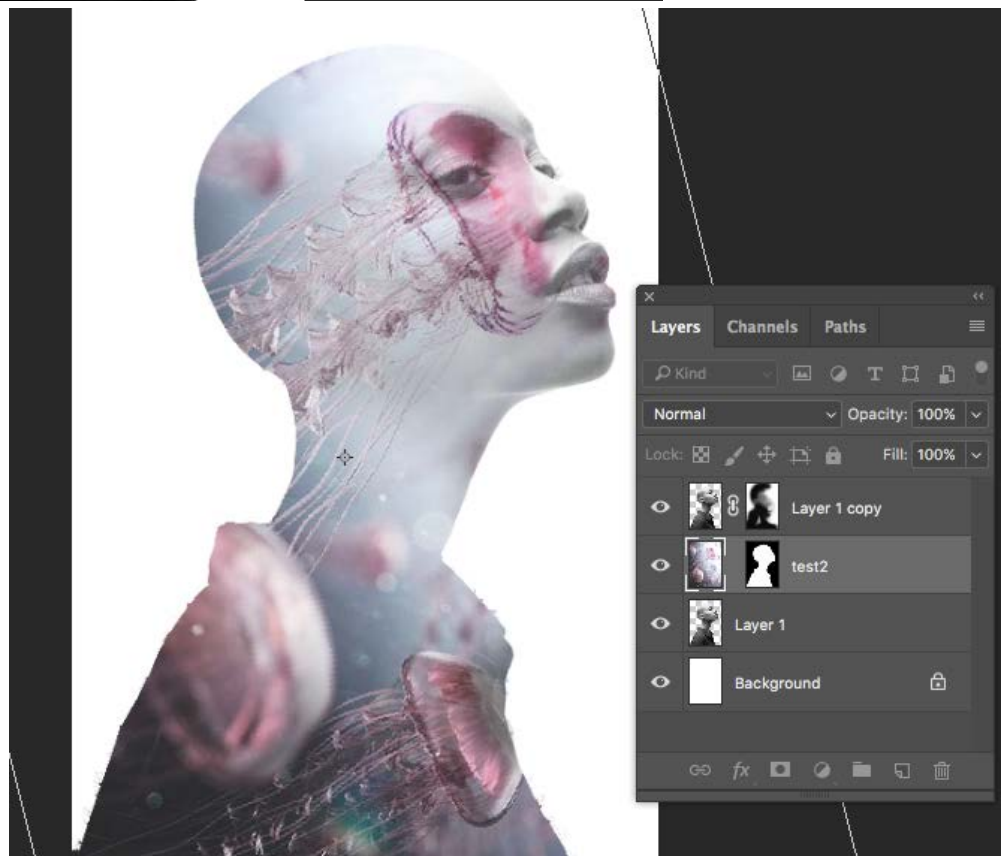 Layers Channels Paths
Kind
Normal Opacity: 100%
Lock: Fill: 100%
Layer 1 copy
test2
Layer 1
Background